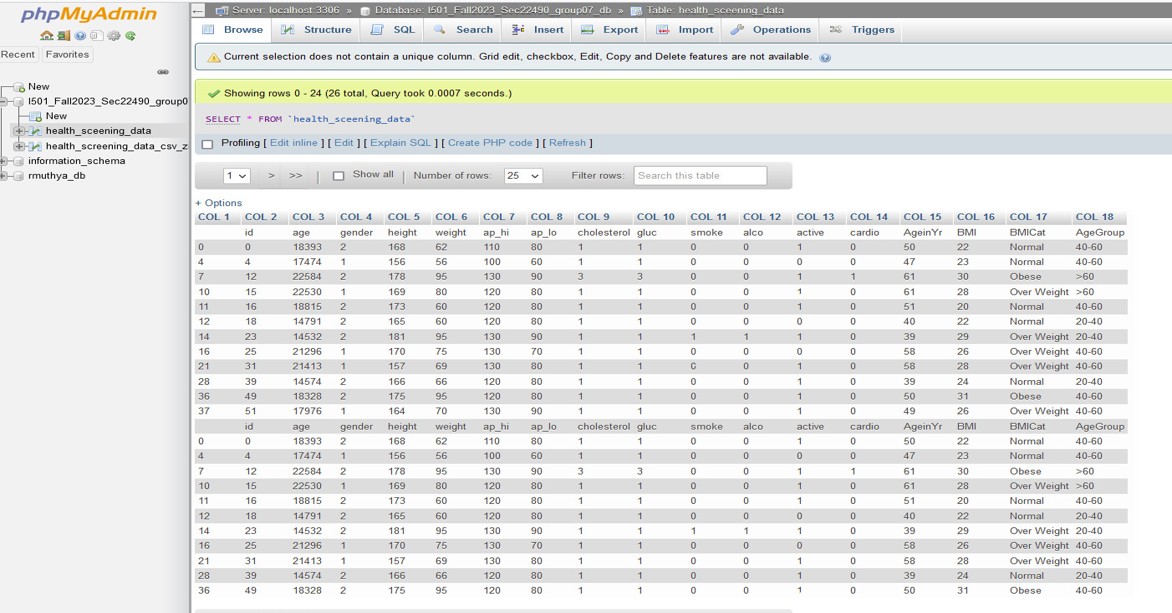 phpMyAdmin
Recent Favorites
New
I501_Fall2023_Sec22490_group0
New
health_sceening_data
health_screening_data_csv_z
information_schema
rmuthya_db
Server: localhost:3306 » Database: I501_Fall2023_Sec22490_group07_db » Table: health_sceening_data
Browse Structure SQL Search Insert Export Import Operations Triggers
Current selection does not contain a unique column. Grid edit, checkbox, Edit, Copy and Delete features are not available.
Showing rows 0 - 24 (26 total, Query took 0.0007 seconds.)
SELECT * FROM `health_sceening_data`
Profiling [ Edit inline ] [ Edit ] [ Explain SQL ] [ Create PHP code ] [ Refresh ]
1 > >> | Show all | Number of rows: 25 Filter rows: Search this table
+ Options
COL 1 COL 2 COL 3 COL 4 COL 5 COL 6 COL 7 COL 8 COL 9 COL 10 COL 11 COL 12 COL 13 COL 14 COL 15 COL 16 COL 17 COL 18
id age gender height weight ap_hi ap_lo cholesterol gluc smoke alco active cardio AgeinYr BMI BMICat AgeGroup
0 0 18393 2 168 62 110 80 1 1 0 0 1 0 50 22 Normal 40-60
4 4 17474 1 156 56 100 60 1 1 0 0 0 0 47 23 Normal 40-60
7 12 22584 2 178 95 130 90 3 3 0 0 1 1 61 30 Obese >60
10 15 22530 1 169 80 120 80 1 1 0 0 1 0 61 28 Over Weight >60
11 16 18815 2 173 60 120 80 1 1 0 0 1 0 51 20 Normal 40-60
12 18 14791 2 165 60 120 80 1 1 0 0 0 0 40 22 Normal 20-40
14 23 14532 2 181 95 130 90 1 1 1 1 1 0 39 29 Over Weight 20-40
16 25 21296 1 170 75 130 70 1 1 0 0 0 0 58 26 Over Weight 40-60
21 31 21413 1 157 69 130 80 1 1 0 0 1 0 58 28 Over Weight 40-60
28 39 14574 2 166 66 120 80 1 1 0 0 1 0 39 24 Normal 20-40
36 49 18328 2 175 95 120 80 1 1 0 0 1 0 50 31 Obese 40-60
37 51 17976 1 164 70 130 90 1 1 0 0 1 0 49 26 Over Weight 40-60
id age gender height weight ap_hi ap_lo cholesterol gluc smoke alco active cardio AgeinYr BMI BMICat AgeGroup
0 0 18393 2 168 62 110 80 1 1 0 0 1 0 50 22 Normal 40-60
4 4 17474 1 156 56 100 60 1 1 0 0 0 0 47 23 Normal 40-60
7 12 22584 2 178 95 130 90 3 3 0 0 1 1 61 30 Obese >60
10 15 22530 1 169 80 120 80 1 1 0 0 1 0 61 28 Over Weight >60
11 16 18815 2 173 60 120 80 1 1 0 0 1 0 51 20 Normal 40-60
12 18 14791 2 165 60 120 80 1 1 0 0 0 0 40 22 Normal 20-40
14 23 14532 2 181 95 130 90 1 1 1 1 1 0 39 29 Over Weight 20-40
16 25 21296 1 170 75 130 70 1 1 0 0 0 0 58 26 Over Weight 40-60
21 31 21413 1 157 69 130 80 1 1 0 0 1 0 58 28 Over Weight 40-60
28 39 14574 2 166 66 120 80 1 1 0 0 1 0 39 24 Normal 20-40
36 49 18328 2 175 95 120 80 1 1 0 0 1 0 50 31 Obese 40-60